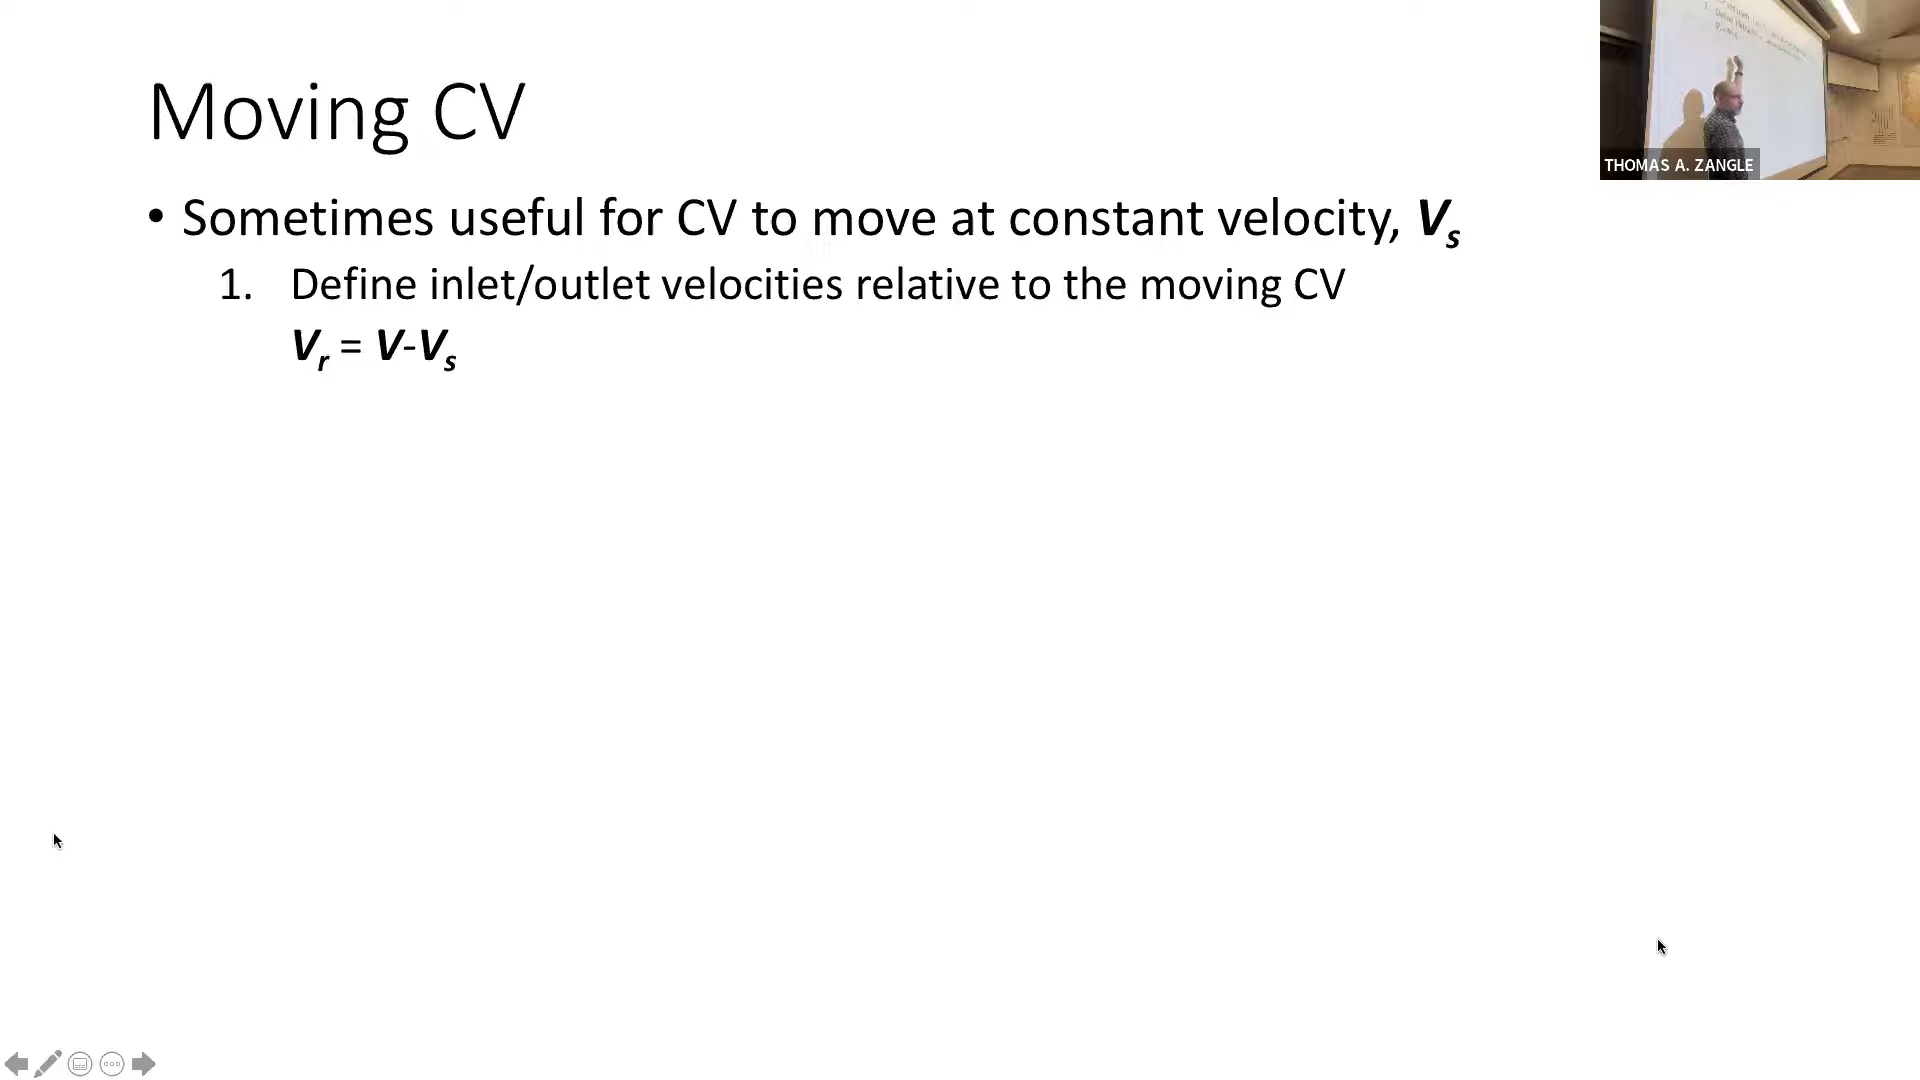 Moving CV
• Sometimes useful for CV to move at constant velocity, Vs
1. Define inlet/outlet velocities relative to the moving CV
Vr = V-Vs
THOMAS A. ZANGLE